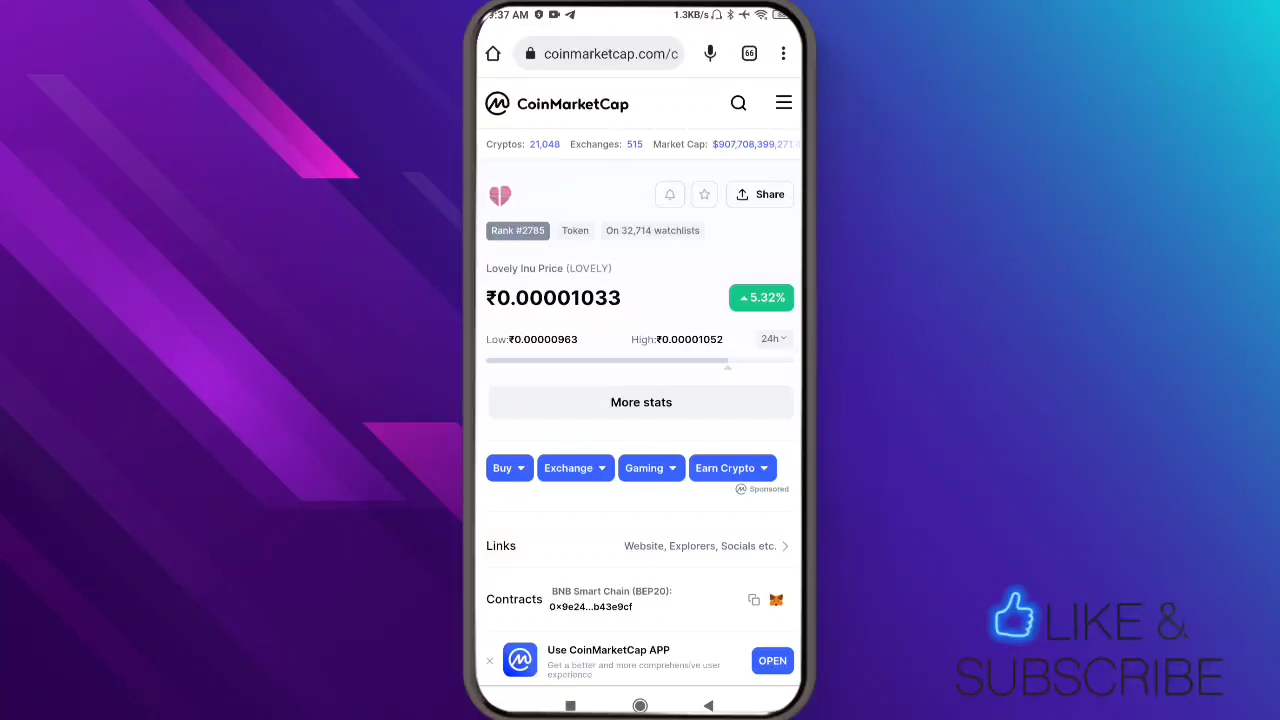 9:37 AM
1.3KB/s
coinmarketcap.com/c
66
CoinMarketCap
Cryptos: 21,048 Exchanges: 515 Market Cap: $907,708,399,271
Share
Rank #2785 Token On 32,714 watchlists
Lovely Inu Price (LOVELY)
₹0.00001033
5.32%
Low:₹0.00000963 High:₹0.00001052 24h
More stats
Buy Exchange Gaming Earn Crypto
Sponsored
Links Website, Explorers, Socials etc.
Contracts BNB Smart Chain (BEP20):
0x9e24...b43e9cf
Use CoinMarketCap APP
Get a better and more comprehensive user
experience
OPEN
LIKE &
SUBSCRIBE